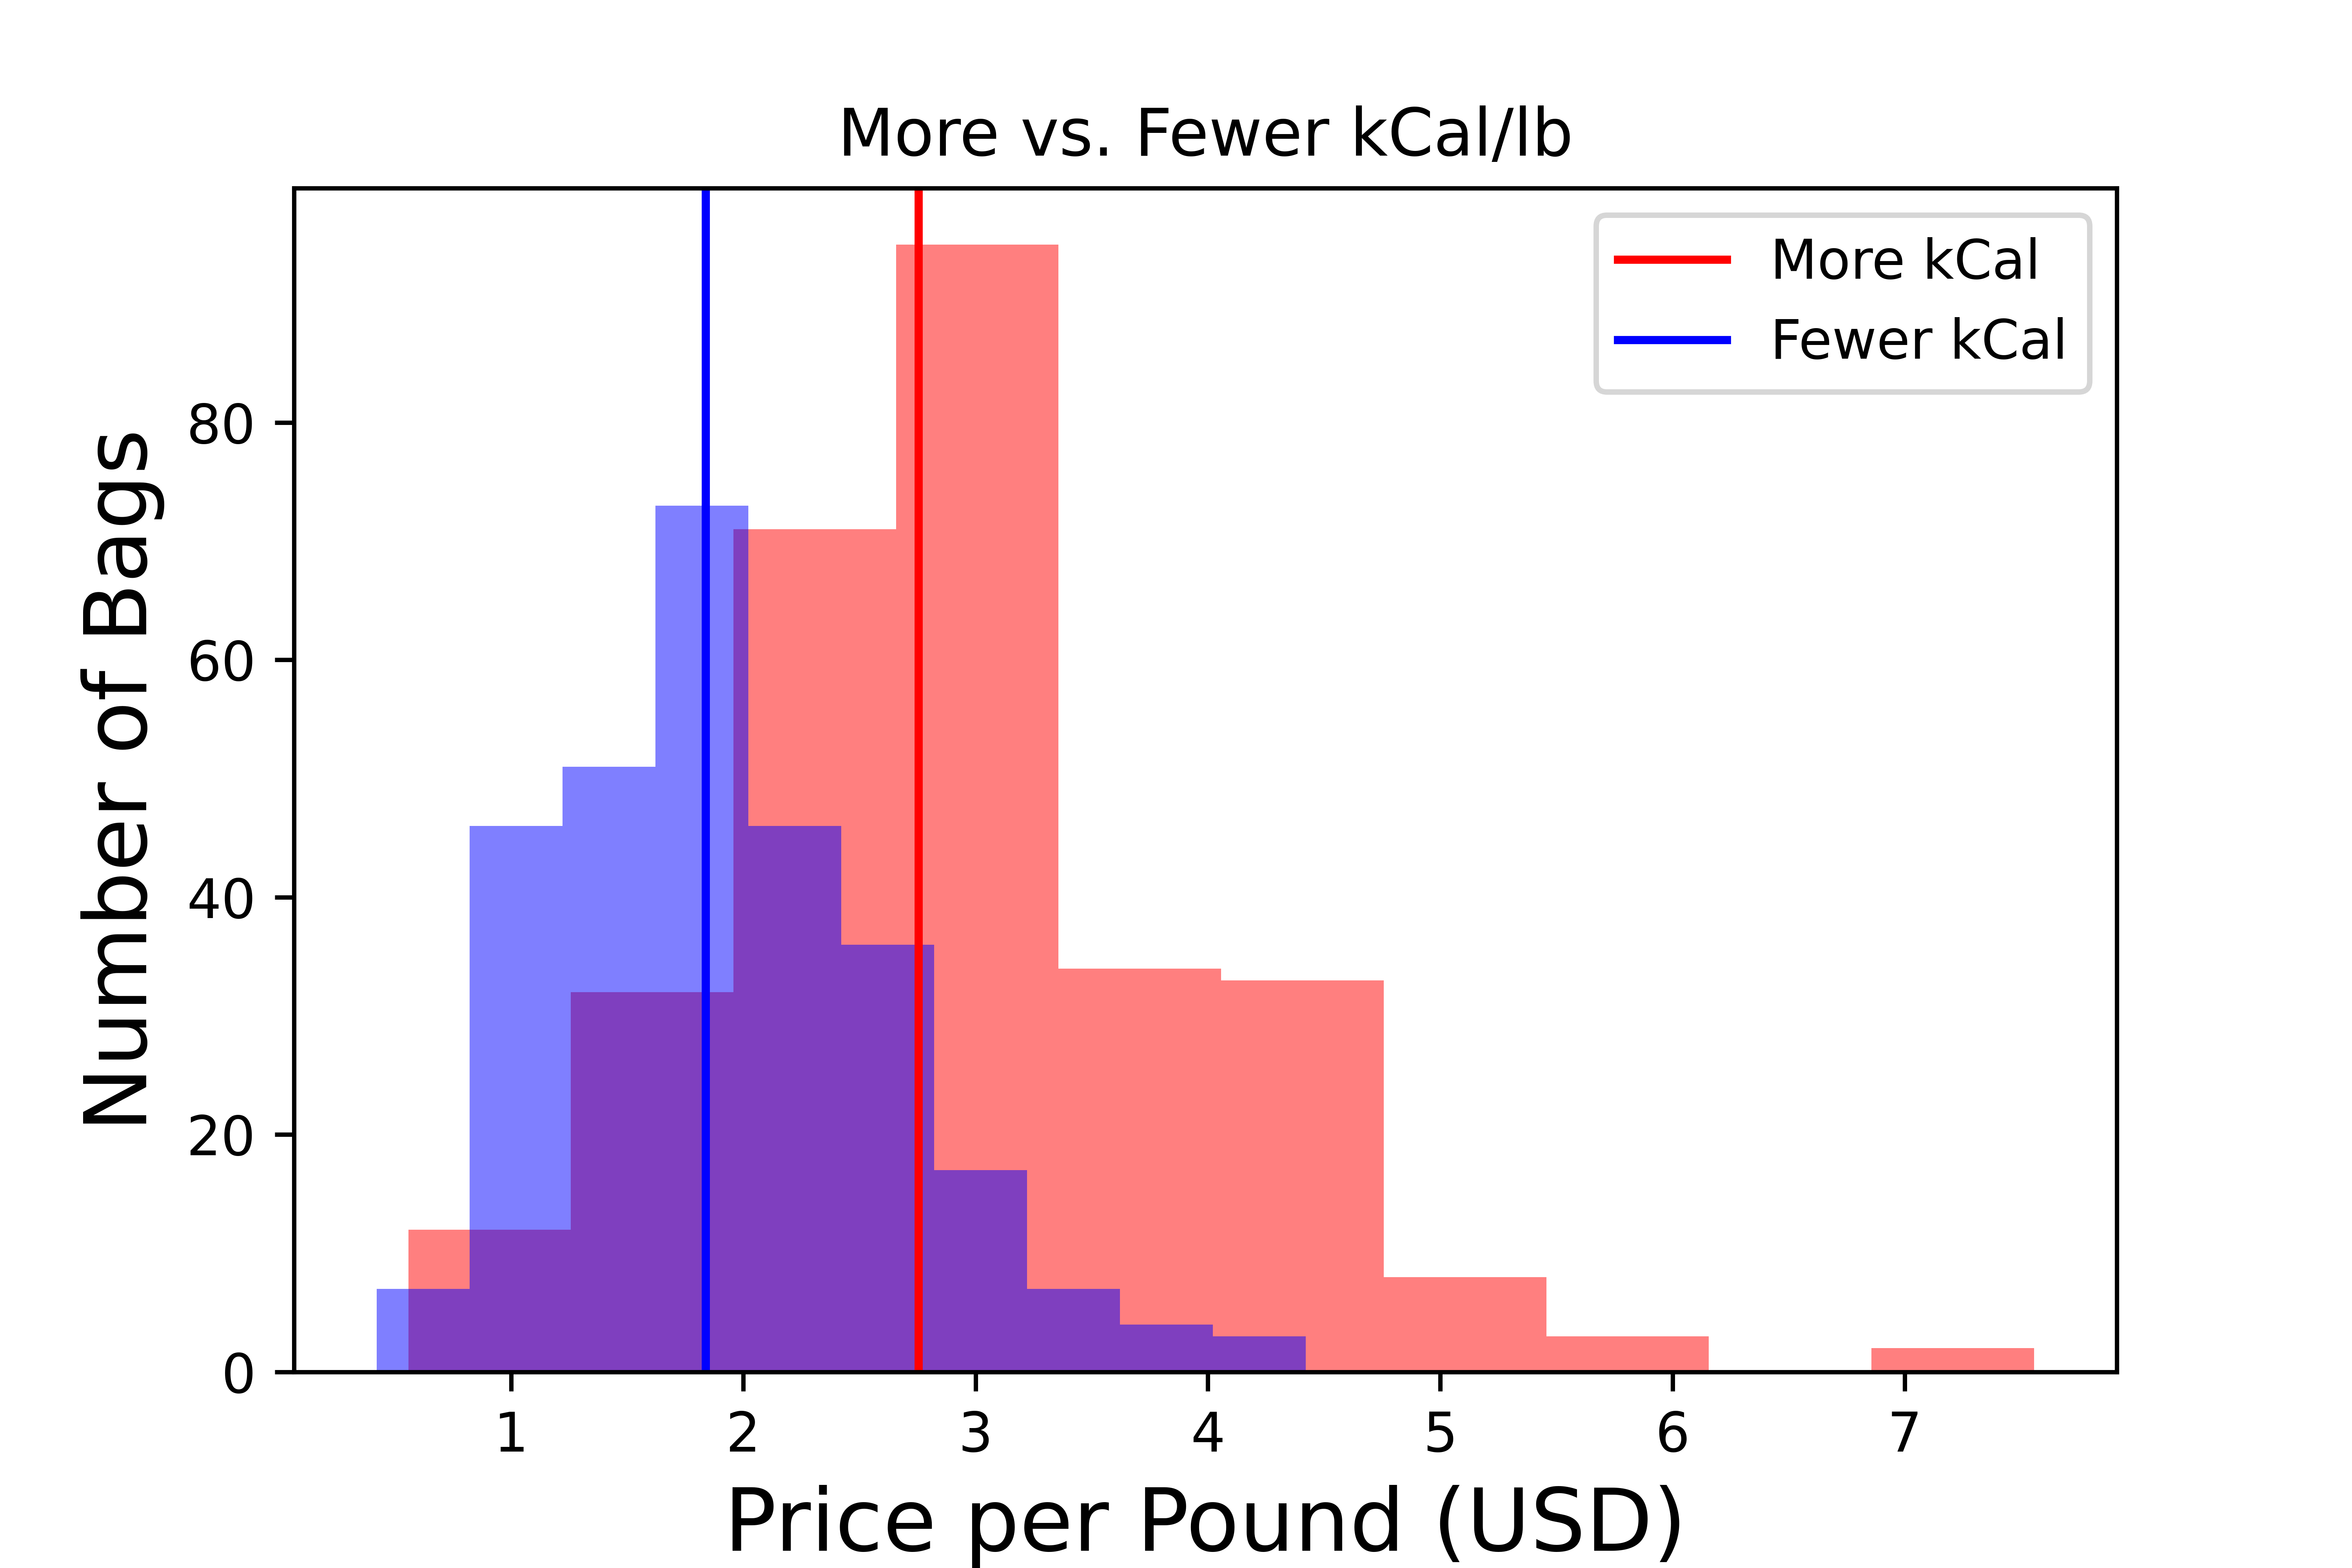 More vs. Fewer kCal/lb
More kCal
Fewer kCal
Number of Bags
80
60
40
20
0
1 2 3 4 5 6 7
Price per Pound (USD)